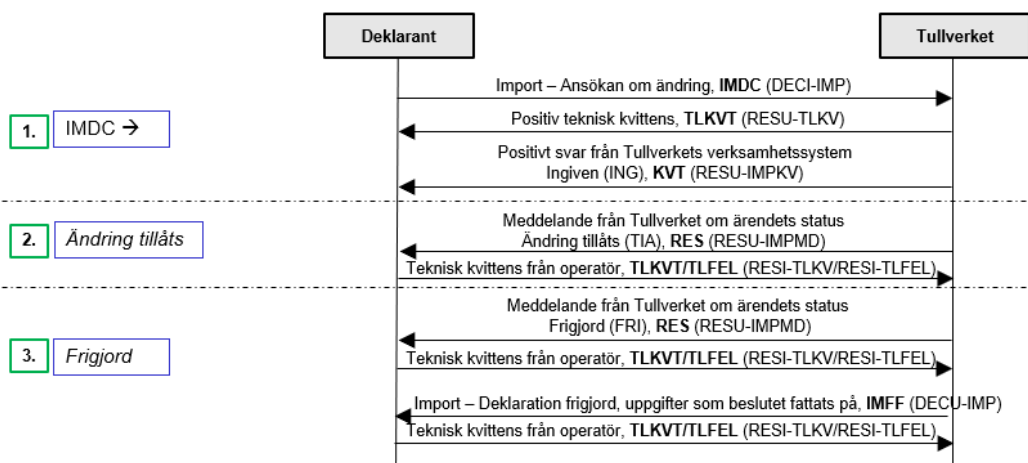 Deklarant
Tullverket
Import – Ansökan om ändring, IMDC (DECI-IMP)
1.
IMDC →
Positiv teknisk kvittens, TLKVT (RESU-TLKV)
Positivt svar från Tullverkets verksamhetssystem
Ingiven (ING), KVT (RESU-IMPKV)
2.
Ändring tillåts
Meddelande från Tullverket om ärendets status
Ändring tillåts (TIA), RES (RESU-IMPMD)
Teknisk kvittens från operatör, TLKVT/TLFEL (RESI-TLKV/RESI-TLFEL)
3.
Frigjord
Meddelande från Tullverket om ärendets status
Frigjord (FRI), RES (RESU-IMPMD)
Teknisk kvittens från operatör, TLKVT/TLFEL (RESI-TLKV/RESI-TLFEL)
Import – Deklaration frigjord, uppgifter som beslutet fattats på, IMFF (DECU-IMP)
Teknisk kvittens från operatör, TLKVT/TLFEL (RESI-TLKV/RESI-TLFEL)